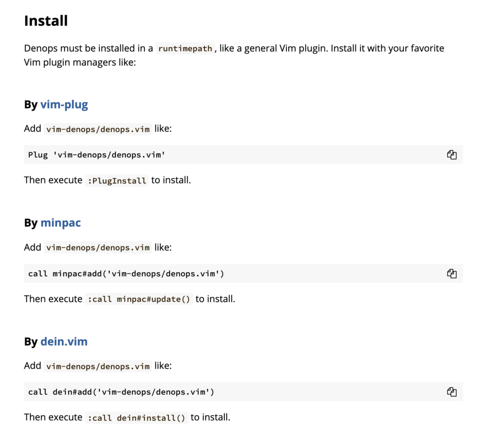 Install
Denops must be installed in a runtimepath, like a general Vim plugin. Install it with your favorite
Vim plugin managers like:
By vim-plug
Add vim-denops/denops.vim like:
Plug 'vim-denops/denops.vim'
Then execute :PlugInstall to install.
By minpac
Add vim-denops/denops.vim like:
call minpac#add('vim-denops/denops.vim')
Then execute :call minpac#update() to install.
By dein.vim
Add vim-denops/denops.vim like:
call dein#add('vim-denops/denops.vim')
Then execute :call dein#install() to install.